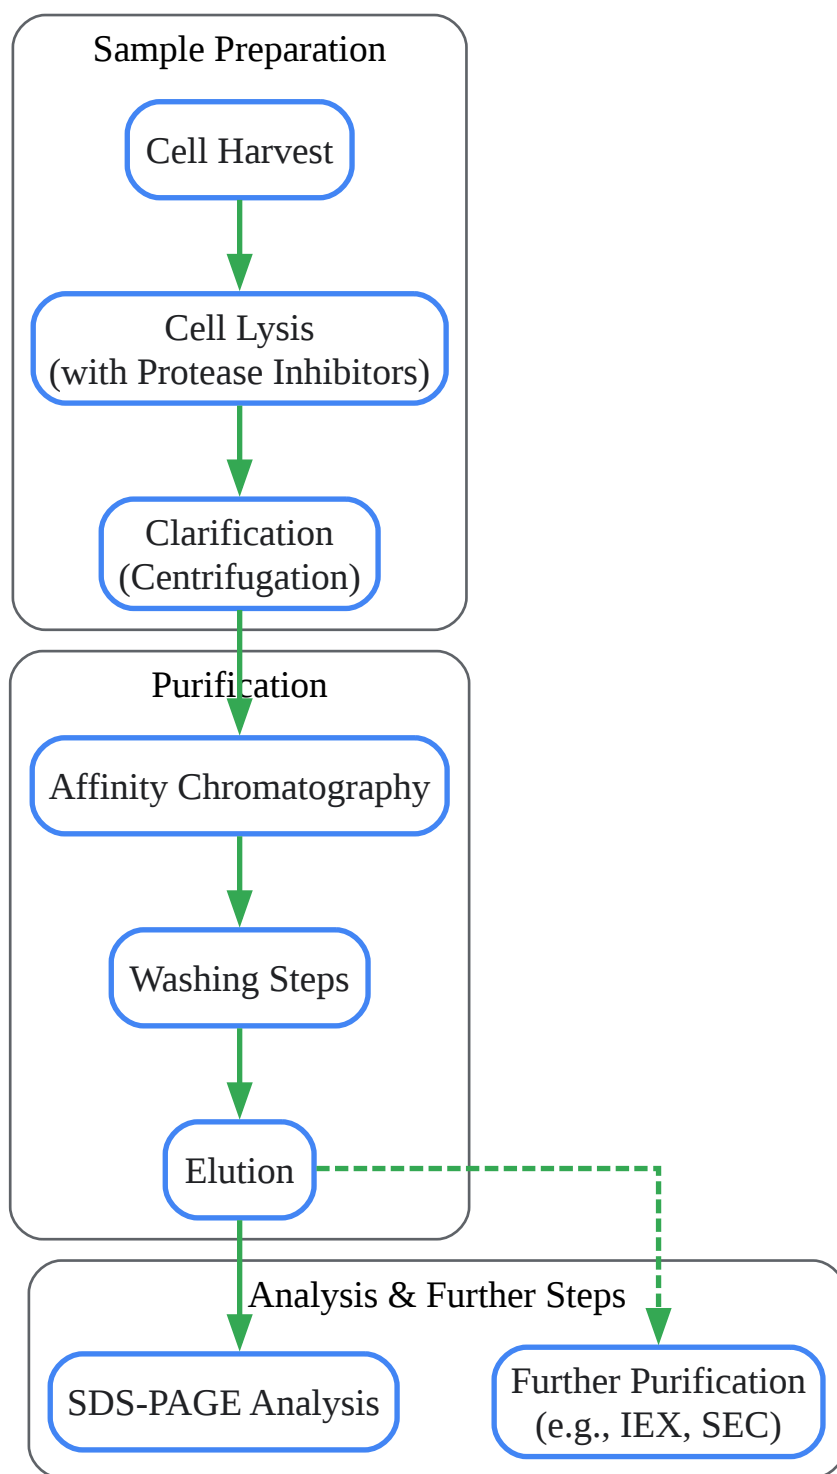 Sample Preparation
Cell Harvest
Cell Lysis
(with Protease Inhibitors)
Clarification
(Centrifugation)
Purification
Affinity Chromatography
Washing Steps
Elution
Analysis & Further Steps
SDS-PAGE Analysis
Further Purification
(e.g., IEX, SEC)